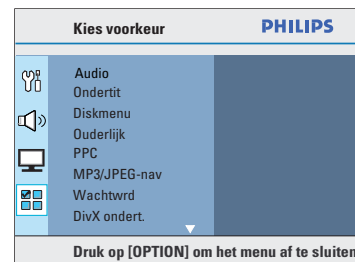 Kies voorkeur
PHILIPS
Audio
Ondertit
Diskmenu
Ouderlijk
PPC
MP3/JPEG-nav
Wachtwrd
DivX ondert.
Druk op [OPTION] om het menu af te sluiten